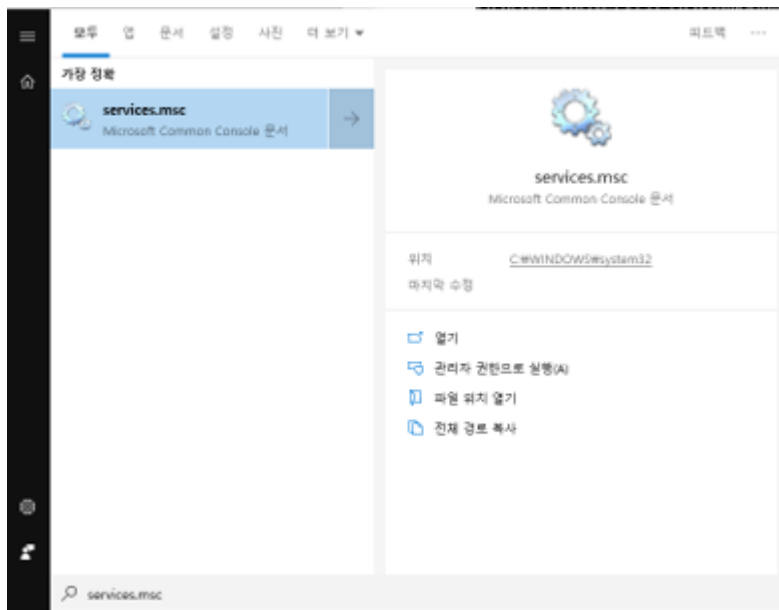 모두 앱 문서 설정 사진 더 보기 ▼ 피드백 ···
가장 정확
services.msc
Microsoft Common Console 문서
services.msc
Microsoft Common Console 문서
위치 C:₩WINDOWS₩system32
마지막 수정
열기
관리자 권한으로 실행(A)
파일 위치 열기
전체 경로 복사
services.msc